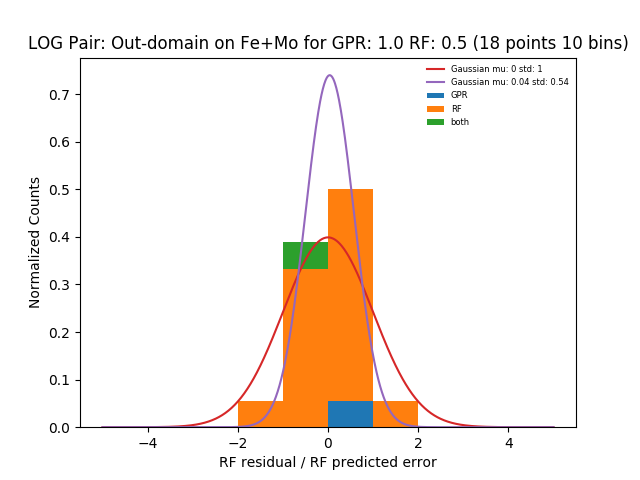 LOG Pair: Out-domain on Fe+Mo for GPR: 1.0 RF: 0.5 (18 points 10 bins)
Gaussian mu: 0 std: 1
Gaussian mu: 0.04 std: 0.54
GPR
RF
both
Normalized Counts
0.7
0.6
0.5
0.4
0.3
0.2
0.1
0.0
−4 −2 0 2 4
RF residual / RF predicted error